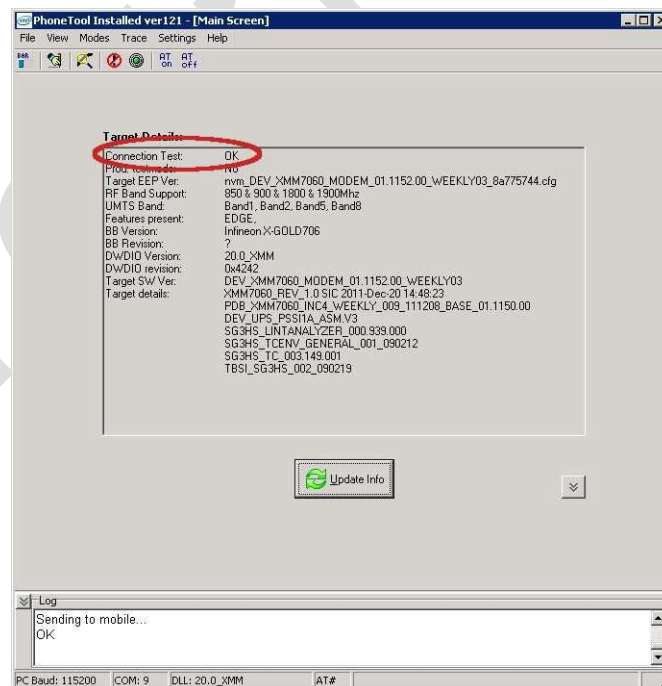 PhoneTool Installed ver121 - [Main Screen]
File View Modes Trace Settings Help
AT on AT off
Target Details:
Connection Test: OK
Prod. testmode: No
Target EEP Ver: nvm_DEV_XMM7060_MODEM_01.1152.00_WEEKLY03_8a775744.cfg
RF Band Support: 850 & 900 & 1800 & 1900Mhz
UMTS Band: Band1, Band2, Band5, Band8
Features present: EDGE,
BB Version: Infineon X-GOLD706
BB Revision: ?
DWDIO Version: 20.0_XMM
DWDIO revision: 0x4242
Target SW Ver: DEV_XMM7060_MODEM_01.1152.00_WEEKLY03
Target details: XMM7060_REV_1.0 SIC 2011-Dec-20 14:48:23
PDB_XMM7060_INC4_WEEKLY_009_111208_BASE_01.1150.00
DEV_UPS_PSSI1A_ASM.V3
SG3HS_LINTANALYZER_000.939.000
SG3HS_TCENV_GENERAL_001_090212
SG3HS_TC_003.149.001
TBSI_SG3HS_002_090219
Update Info
Log
Sending to mobile...
OK
PC Baud: 115200 COM: 9 DLL: 20.0_XMM AT#